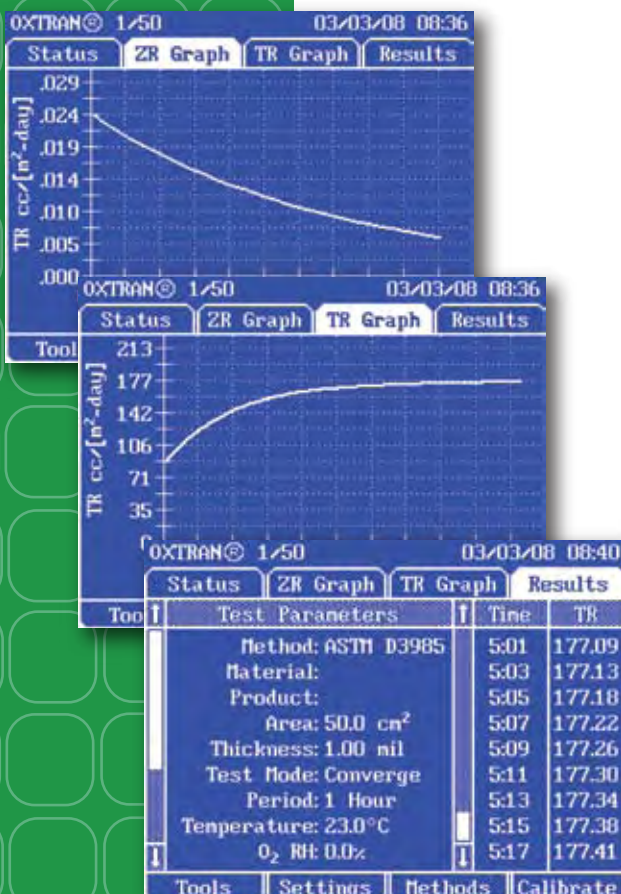 OXTRAN® 1/50 03/03/08 08:36
Status ZR Graph TR Graph Results
TR cc/[m²-day]
.029
.024
.019
.014
.010
.005
.000
Tool
OXTRAN® 1/50 03/03/08 08:36
Status ZR Graph TR Graph Results
TR cc/[m²-day]
213
177
142
106
71
35
Too
OXTRAN® 1/50 03/03/08 08:40
Status ZR Graph TR Graph Results
Test Parameters Time TR
Method: ASTM D3985 5:01 177.09
Material: 5:03 177.13
Product: 5:05 177.18
Area: 50.0 cm² 5:07 177.22
Thickness: 1.00 mil 5:09 177.26
Test Mode: Converge 5:11 177.30
Period: 1 Hour 5:13 177.34
Temperature: 23.0°C 5:15 177.38
O₂ RH: 0.0% 5:17 177.41
Tools Settings Methods Calibrate